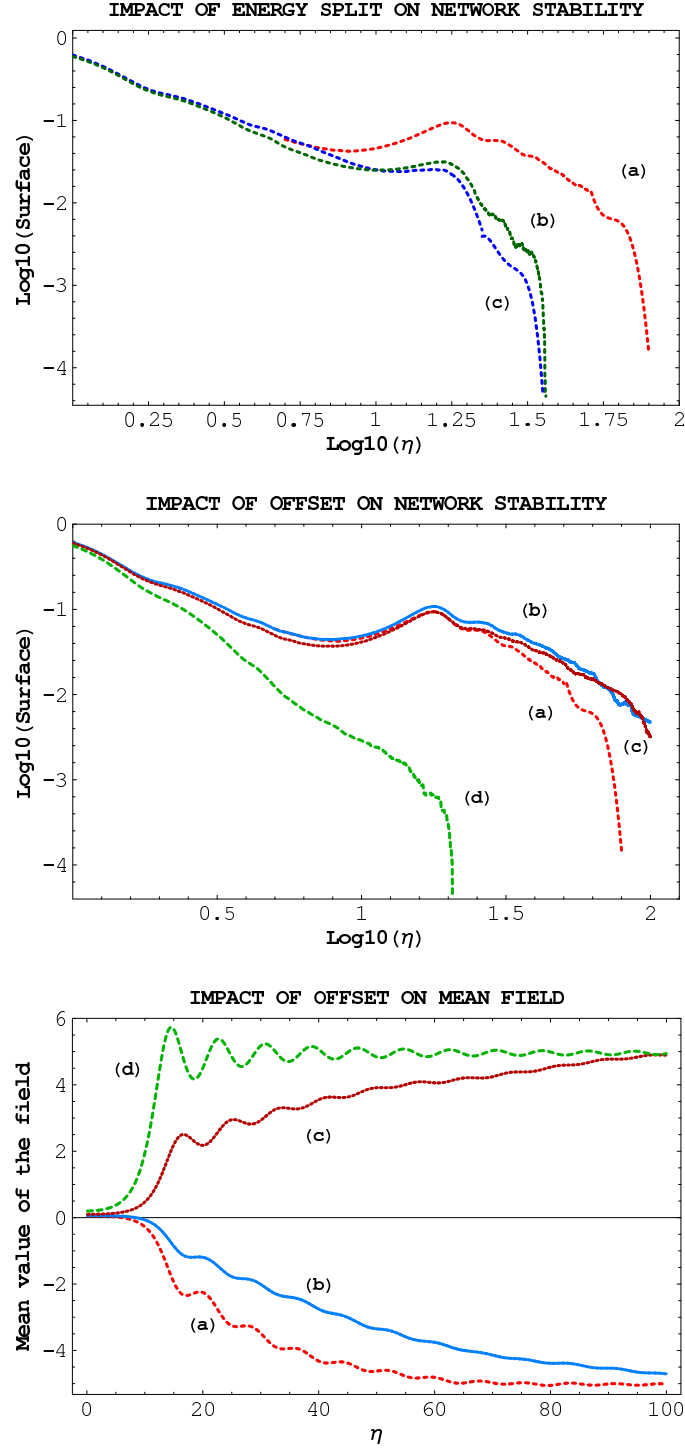 IMPACT OF ENERGY SPLIT ON NETWORK STABILITY
0
-1
-2
-3
-4
Log10(Surface)
(a)
(b)
(c)
0.25 0.5 0.75 1 1.25 1.5 1.75 2
Log10(η)
IMPACT OF OFFSET ON NETWORK STABILITY
0
-1
-2
-3
-4
Log10(Surface)
(b)
(a)
(c)
(d)
0.5 1 1.5 2
Log10(η)
IMPACT OF OFFSET ON MEAN FIELD
6
4
2
0
-2
-4
Mean value of the field
(d)
(c)
(b)
(a)
0 20 40 60 80 100
η